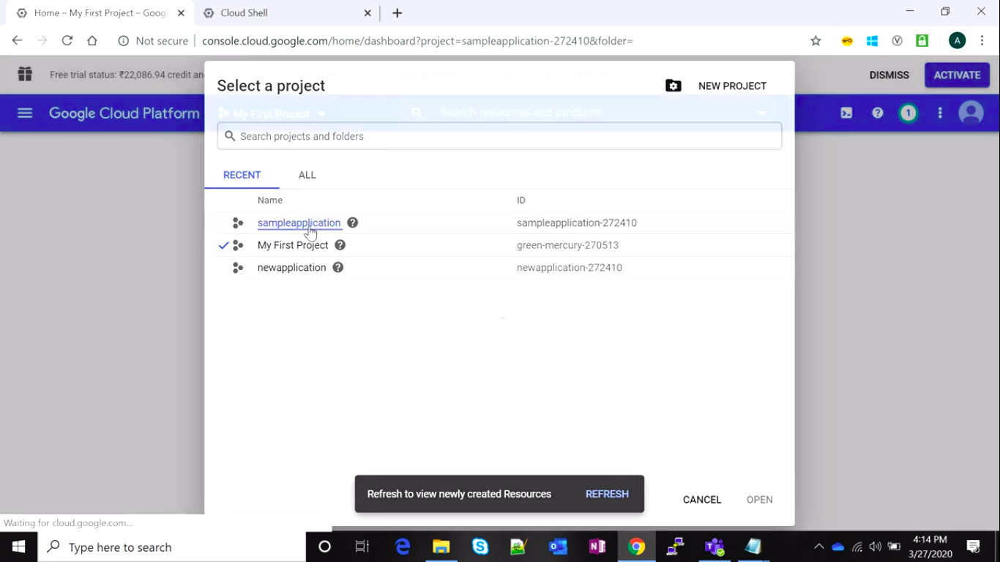 Home – My First Project – Goog
Cloud Shell
Not secure
console.cloud.google.com/home/dashboard?project=sampleapplication-272410&folder=
A
Free trial status: ₹22,086.94 credit an
DISMISS
ACTIVATE
Select a project
NEW PROJECT
Google Cloud Platform
My First Project
Search resources and products
1
Search projects and folders
RECENT
ALL
Name
ID
sampleapplication
sampleapplication-272410
My First Project
green-mercury-270513
newapplication
newapplication-272410
Refresh to view newly created Resources
REFRESH
CANCEL
OPEN
Waiting for cloud.google.com...
Type here to search
4:14 PM
3/27/2020